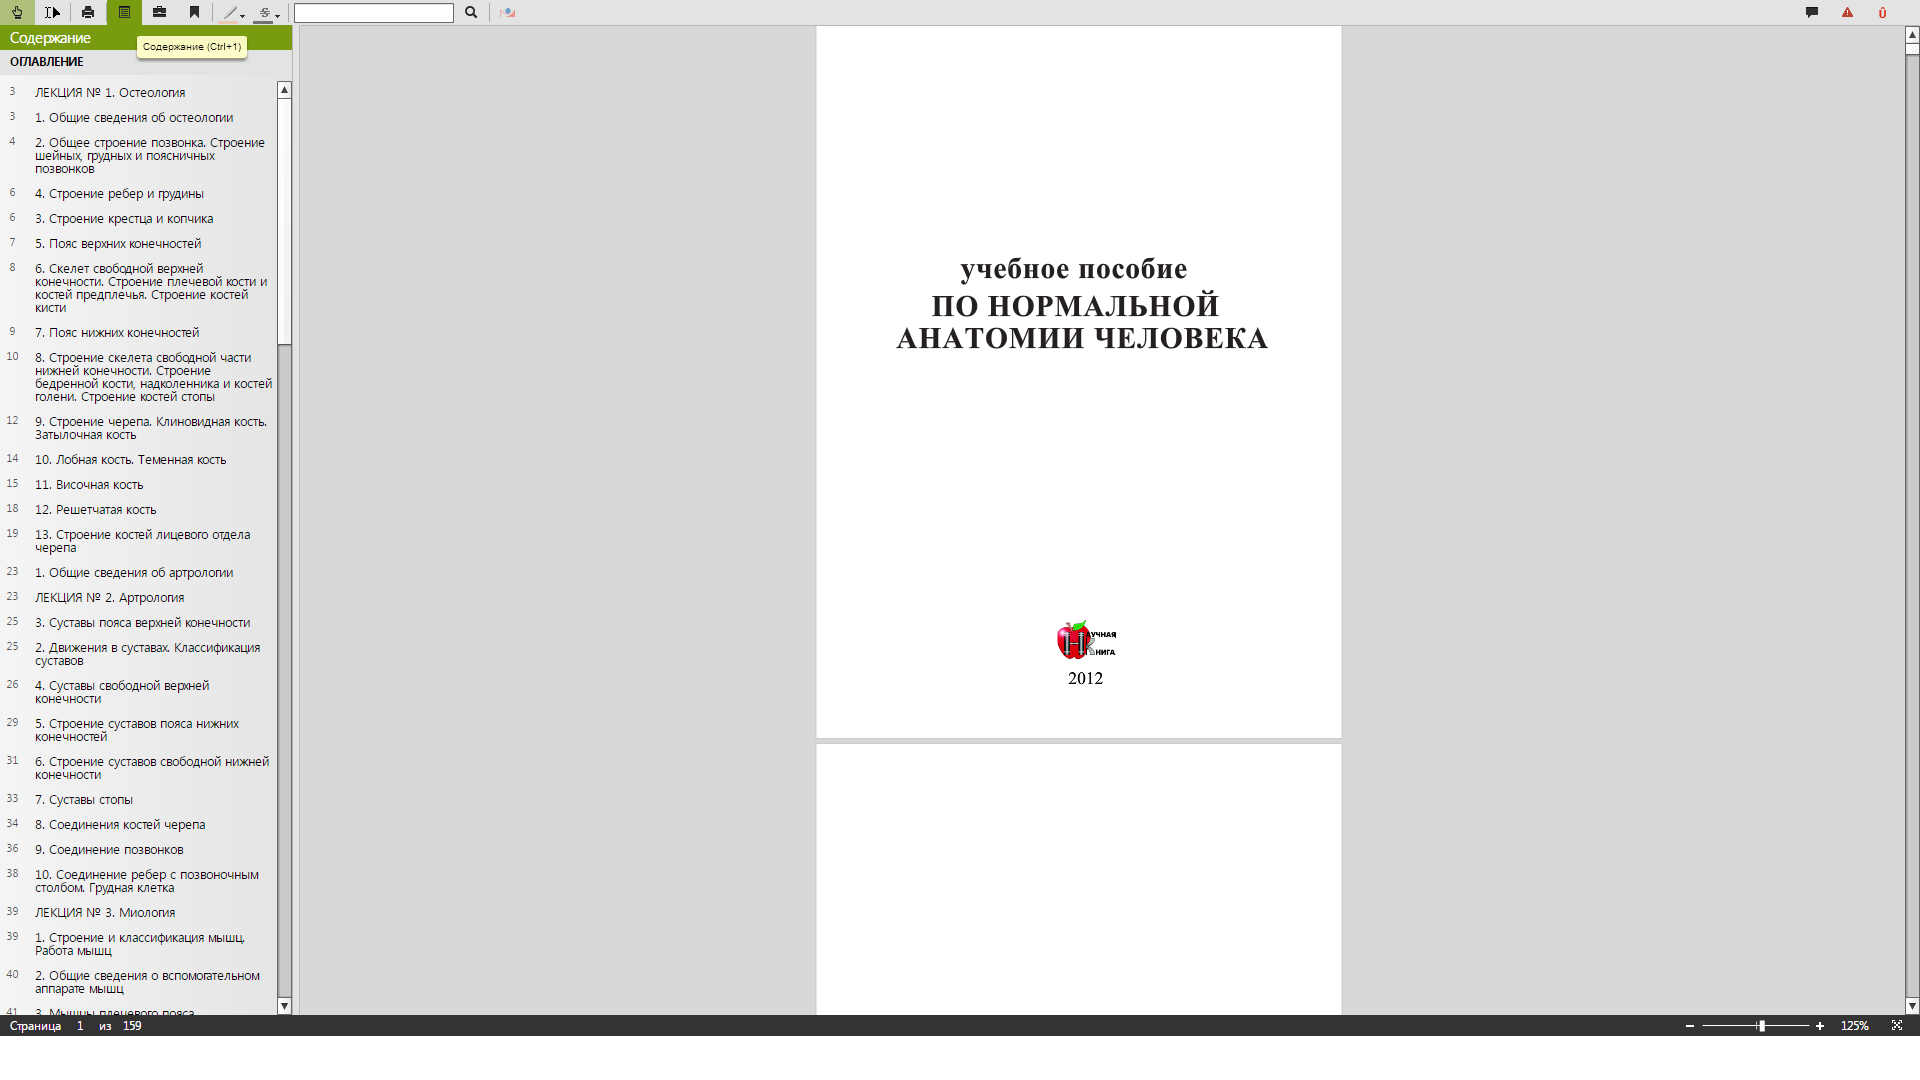 Содержание
Содержание (Ctrl+1)
ОГЛАВЛЕНИЕ
3 ЛЕКЦИЯ № 1. Остеология
3 1. Общие сведения об остеологии
4 2. Общее строение позвонка. Строение
шейных, грудных и поясничных
позвонков
6 4. Строение ребер и грудины
6 3. Строение крестца и копчика
7 5. Пояс верхних конечностей
8 6. Скелет свободной верхней
конечности. Строение плечевой кости и
костей предплечья. Строение костей
кисти
9 7. Пояс нижних конечностей
10 8. Строение скелета свободной части
нижней конечности. Строение
бедренной кости, надколенника и костей
голени. Строение костей стопы
12 9. Строение черепа. Клиновидная кость.
Затылочная кость
14 10. Лобная кость. Теменная кость
15 11. Височная кость
18 12. Решетчатая кость
19 13. Строение костей лицевого отдела
черепа
23 1. Общие сведения об артрологии
23 ЛЕКЦИЯ № 2. Артрология
25 3. Суставы пояса верхней конечности
25 2. Движения в суставах. Классификация
суставов
26 4. Суставы свободной верхней
конечности
29 5. Строение суставов пояса нижних
конечностей
31 6. Строение суставов свободной нижней
конечности
33 7. Суставы стопы
34 8. Соединения костей черепа
36 9. Соединение позвонков
38 10. Соединение ребер с позвоночным
столбом. Грудная клетка
39 ЛЕКЦИЯ № 3. Миология
39 1. Строение и классификация мышц.
Работа мышц
40 2. Общие сведения о вспомогательном
аппарате мышц
41 3. Мышцы плечевого пояса
учебное пособие
ПО НОРМАЛЬНОЙ
АНАТОМИИ ЧЕЛОВЕКА
НАУЧНАЯ
КНИГА
2012
Страница 1 из 159
125%